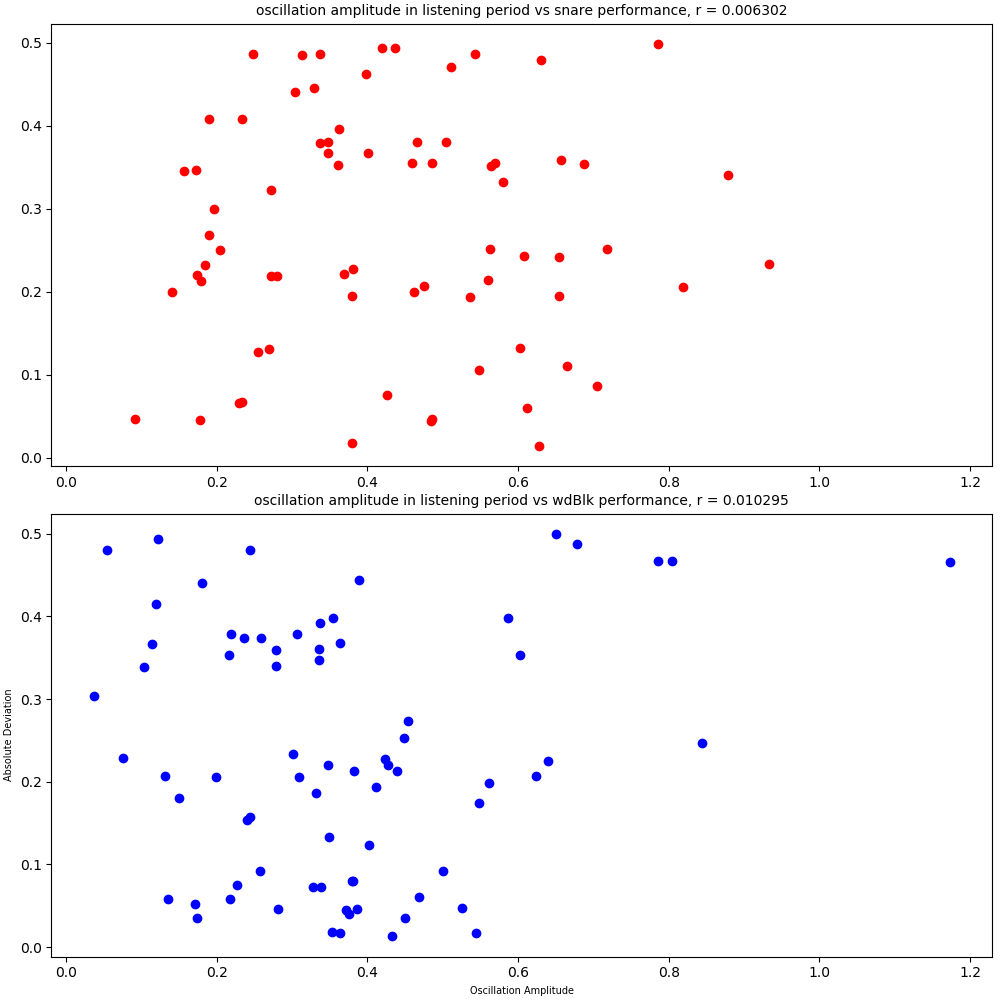 oscillation amplitude in listening period vs snare performance, r = 0.006302
0.5
0.4
0.3
0.2
0.1
0.0
0.0 0.2 0.4 0.6 0.8 1.0 1.2
oscillation amplitude in listening period vs wdBlk performance, r = 0.010295
0.5
0.4
0.3
0.2
0.1
0.0
Absolute Deviation
0.0 0.2 0.4 0.6 0.8 1.0 1.2
Oscillation Amplitude